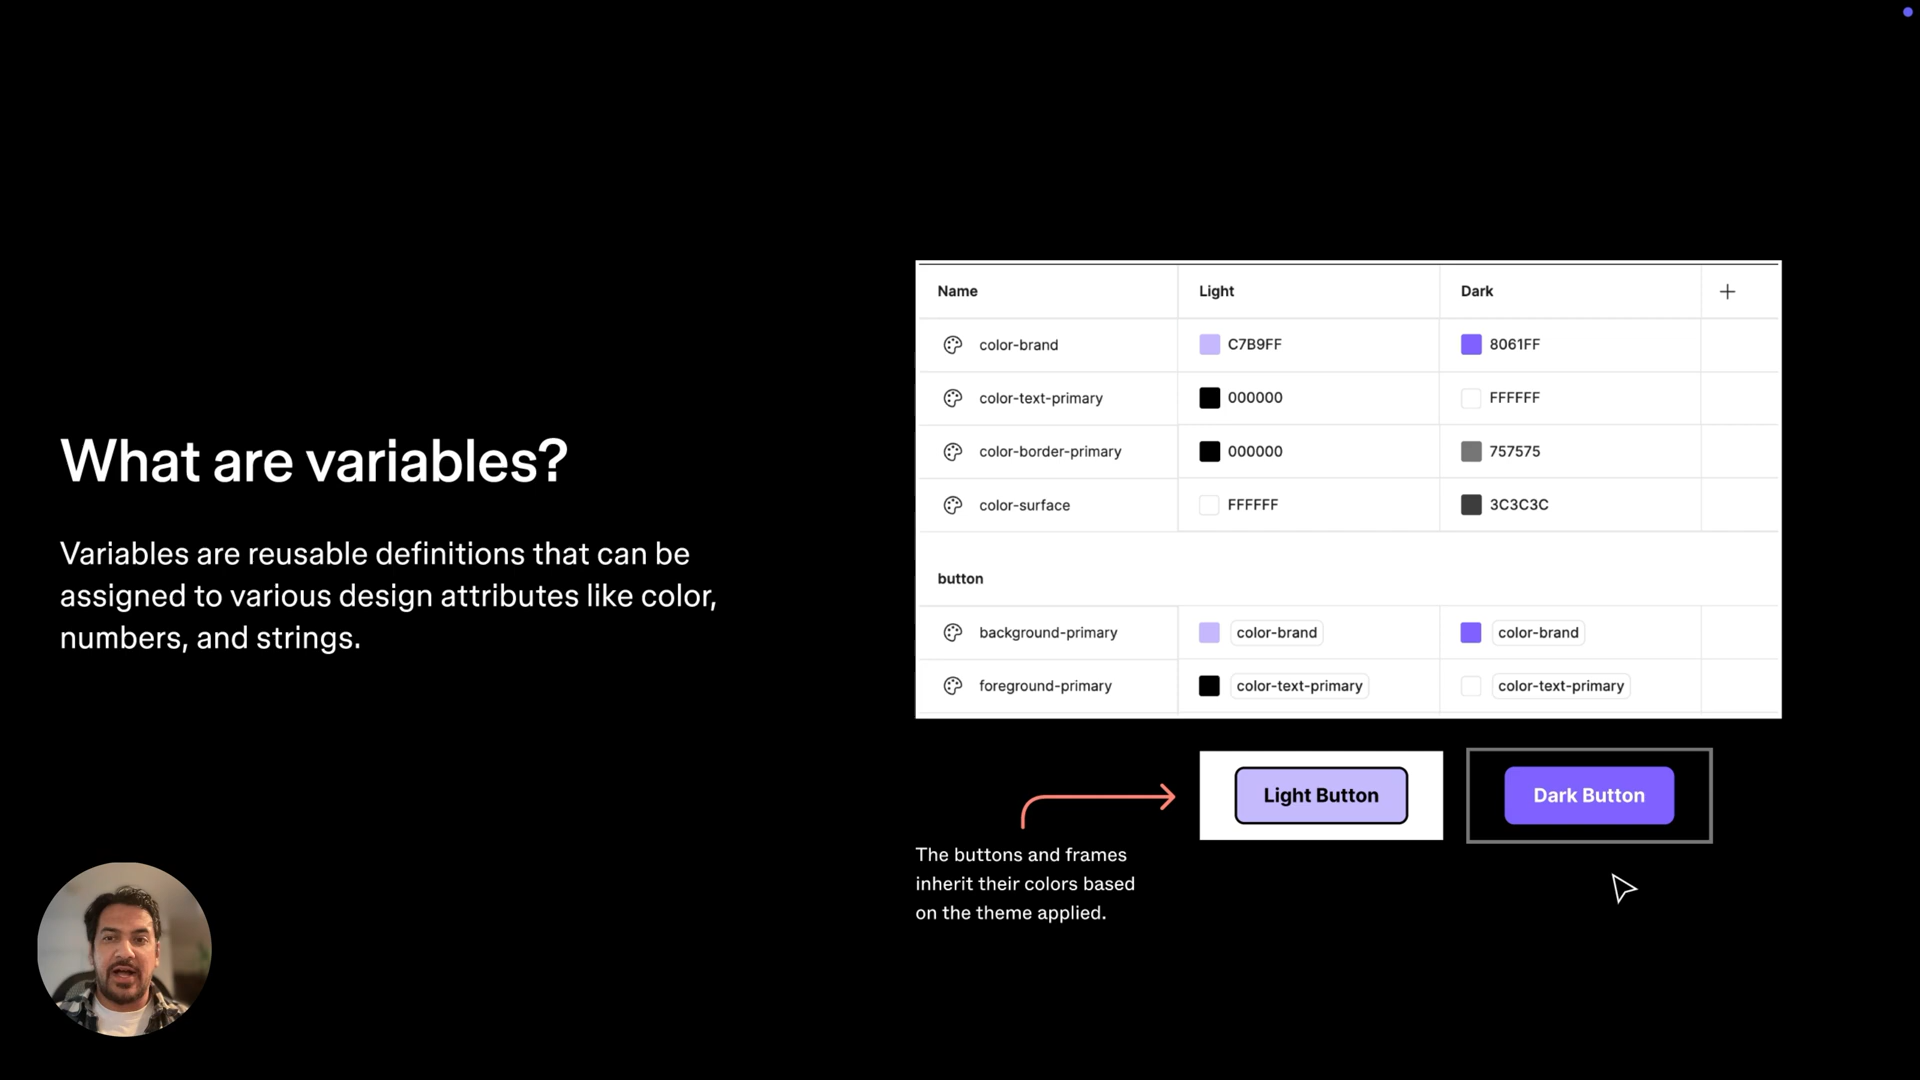 What are variables?
Variables are reusable definitions that can be
assigned to various design attributes like color,
numbers, and strings.
Name Light Dark
color-brand C7B9FF 8061FF
color-text-primary 000000 FFFFFF
color-border-primary 000000 757575
color-surface FFFFFF 3C3C3C
button
background-primary color-brand color-brand
foreground-primary color-text-primary color-text-primary
Light Button Dark Button
The buttons and frames
inherit their colors based
on the theme applied.